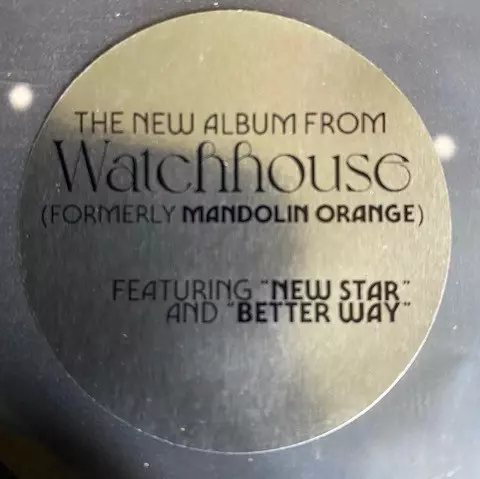 THE NEW ALBUM FROM
Watchhouse
(FORMERLY MANDOLIN ORANGE)
FEATURING "NEW STAR"
AND "BETTER WAY"